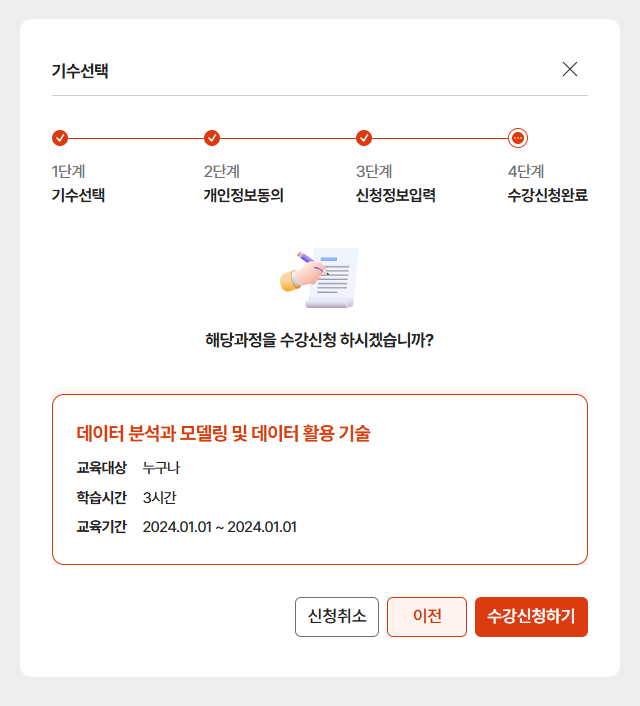 기수선택
1단계
기수선택
2단계
개인정보동의
3단계
신청정보입력
4단계
수강신청완료
해당과정을 수강신청 하시겠습니까?
데이터 분석과 모델링 및 데이터 활용 기술
교육대상 누구나
학습시간 3시간
교육기간 2024.01.01 ~ 2024.01.01
신청취소
이전
수강신청하기